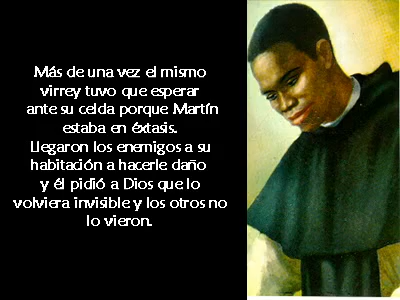 Más de una vez el mismo
virrey tuvo que esperar
ante su celda porque Martín
estaba en éxtasis.
Llegaron los enemigos a su
habitación a hacerle daño
y él pidió a Dios que lo
volviera invisible y los otros no
lo vieron.